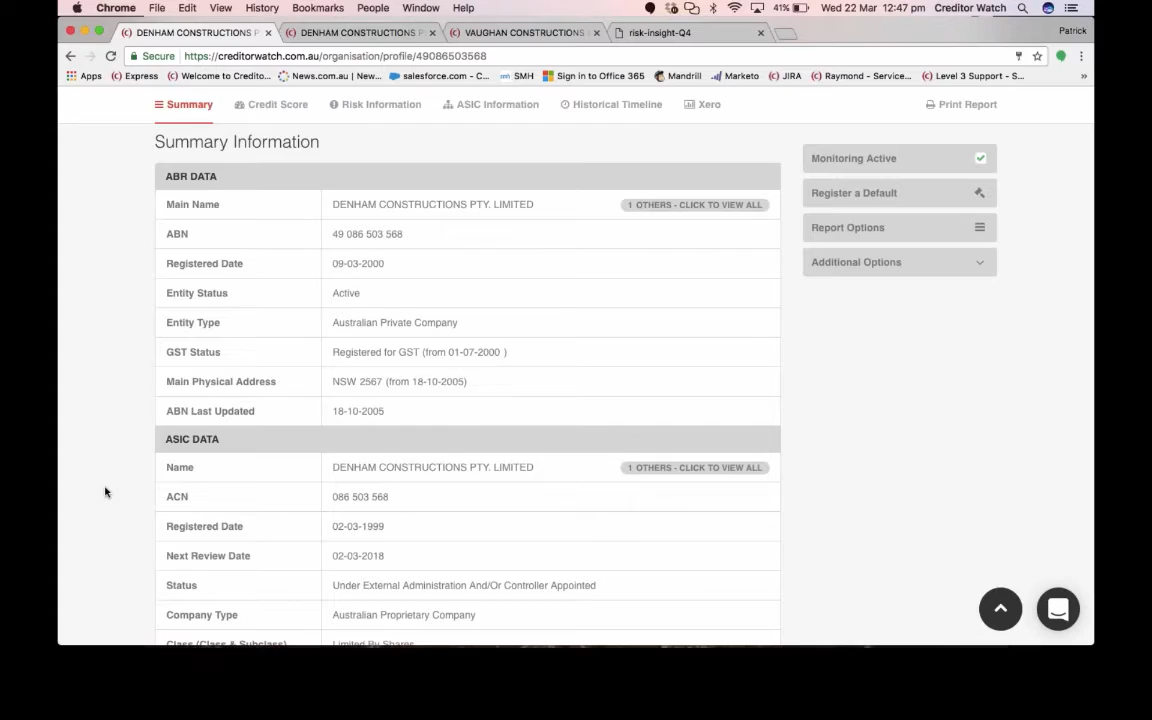 Chrome File Edit View History Bookmarks People Window Help 41% Wed 22 Mar 12:47 pm Creditor Watch
DENHAM CONSTRUCTIONS P DENHAM CONSTRUCTIONS P VAUGHAN CONSTRUCTIONS risk-insight-Q4 Patrick
Secure https://creditorwatch.com.au/organisation/profile/49086503568
Apps Express Welcome to Credito... News.com.au | New... salesforce.com - C... SMH Sign in to Office 365 Mandrill Marketo JIRA Raymond - Service... Level 3 Support - S... »
Summary Credit Score Risk Information ASIC Information Historical Timeline Xero Print Report
Summary Information
Monitoring Active
Register a Default
Report Options
Additional Options
ABR DATA
Main Name DENHAM CONSTRUCTIONS PTY. LIMITED 1 OTHERS - CLICK TO VIEW ALL
ABN 49 086 503 568
Registered Date 09-03-2000
Entity Status Active
Entity Type Australian Private Company
GST Status Registered for GST (from 01-07-2000 )
Main Physical Address NSW 2567 (from 18-10-2005)
ABN Last Updated 18-10-2005
ASIC DATA
Name DENHAM CONSTRUCTIONS PTY. LIMITED 1 OTHERS - CLICK TO VIEW ALL
ACN 086 503 568
Registered Date 02-03-1999
Next Review Date 02-03-2018
Status Under External Administration And/Or Controller Appointed
Company Type Australian Proprietary Company
Class (Class & Subclass) Limited By Shares